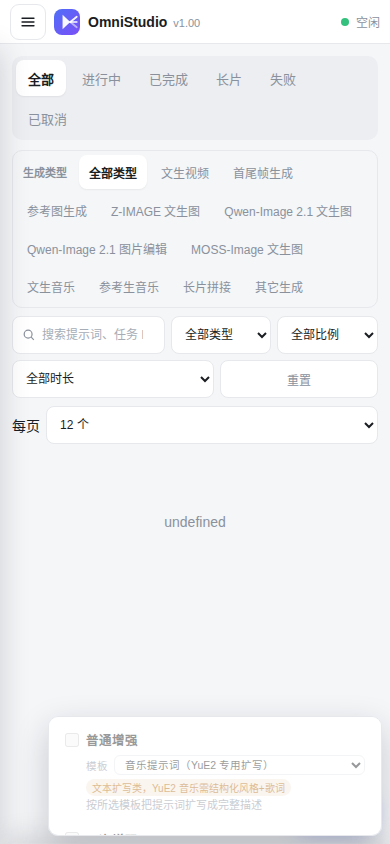 OmniStudio v1.00 空闲
全部 进行中 已完成 长片 失败
已取消
生成类型 全部类型 文生视频 首尾帧生成
参考图生成 Z-IMAGE 文生图 Qwen-Image 2.1 文生图
Qwen-Image 2.1 图片编辑 MOSS-Image 文生图
文生音乐 参考生音乐 长片拼接 其它生成
搜索提示词、任务 全部类型 全部比例
全部时长 重置
每页 12 个
undefined
普通增强
模板 音乐提示词（YuE2 专用扩写）
文本扩写类，YuE2 音乐需结构化风格+歌词
按所选模板把提示词扩写成完整描述